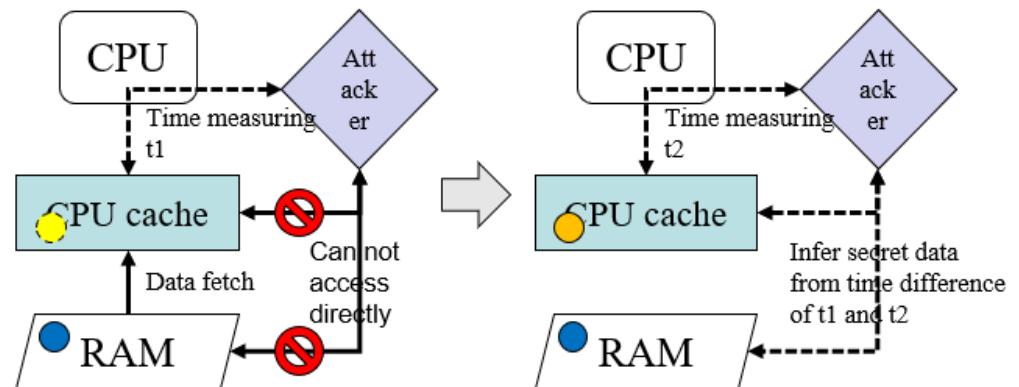 CPU
Att
ack
er
Time measuring
t1
CPU cache
Can not
access
directly
Data fetch
RAM
CPU
Att
ack
er
Time measuring
t2
CPU cache
Infer secret data
from time difference
of t1 and t2
RAM